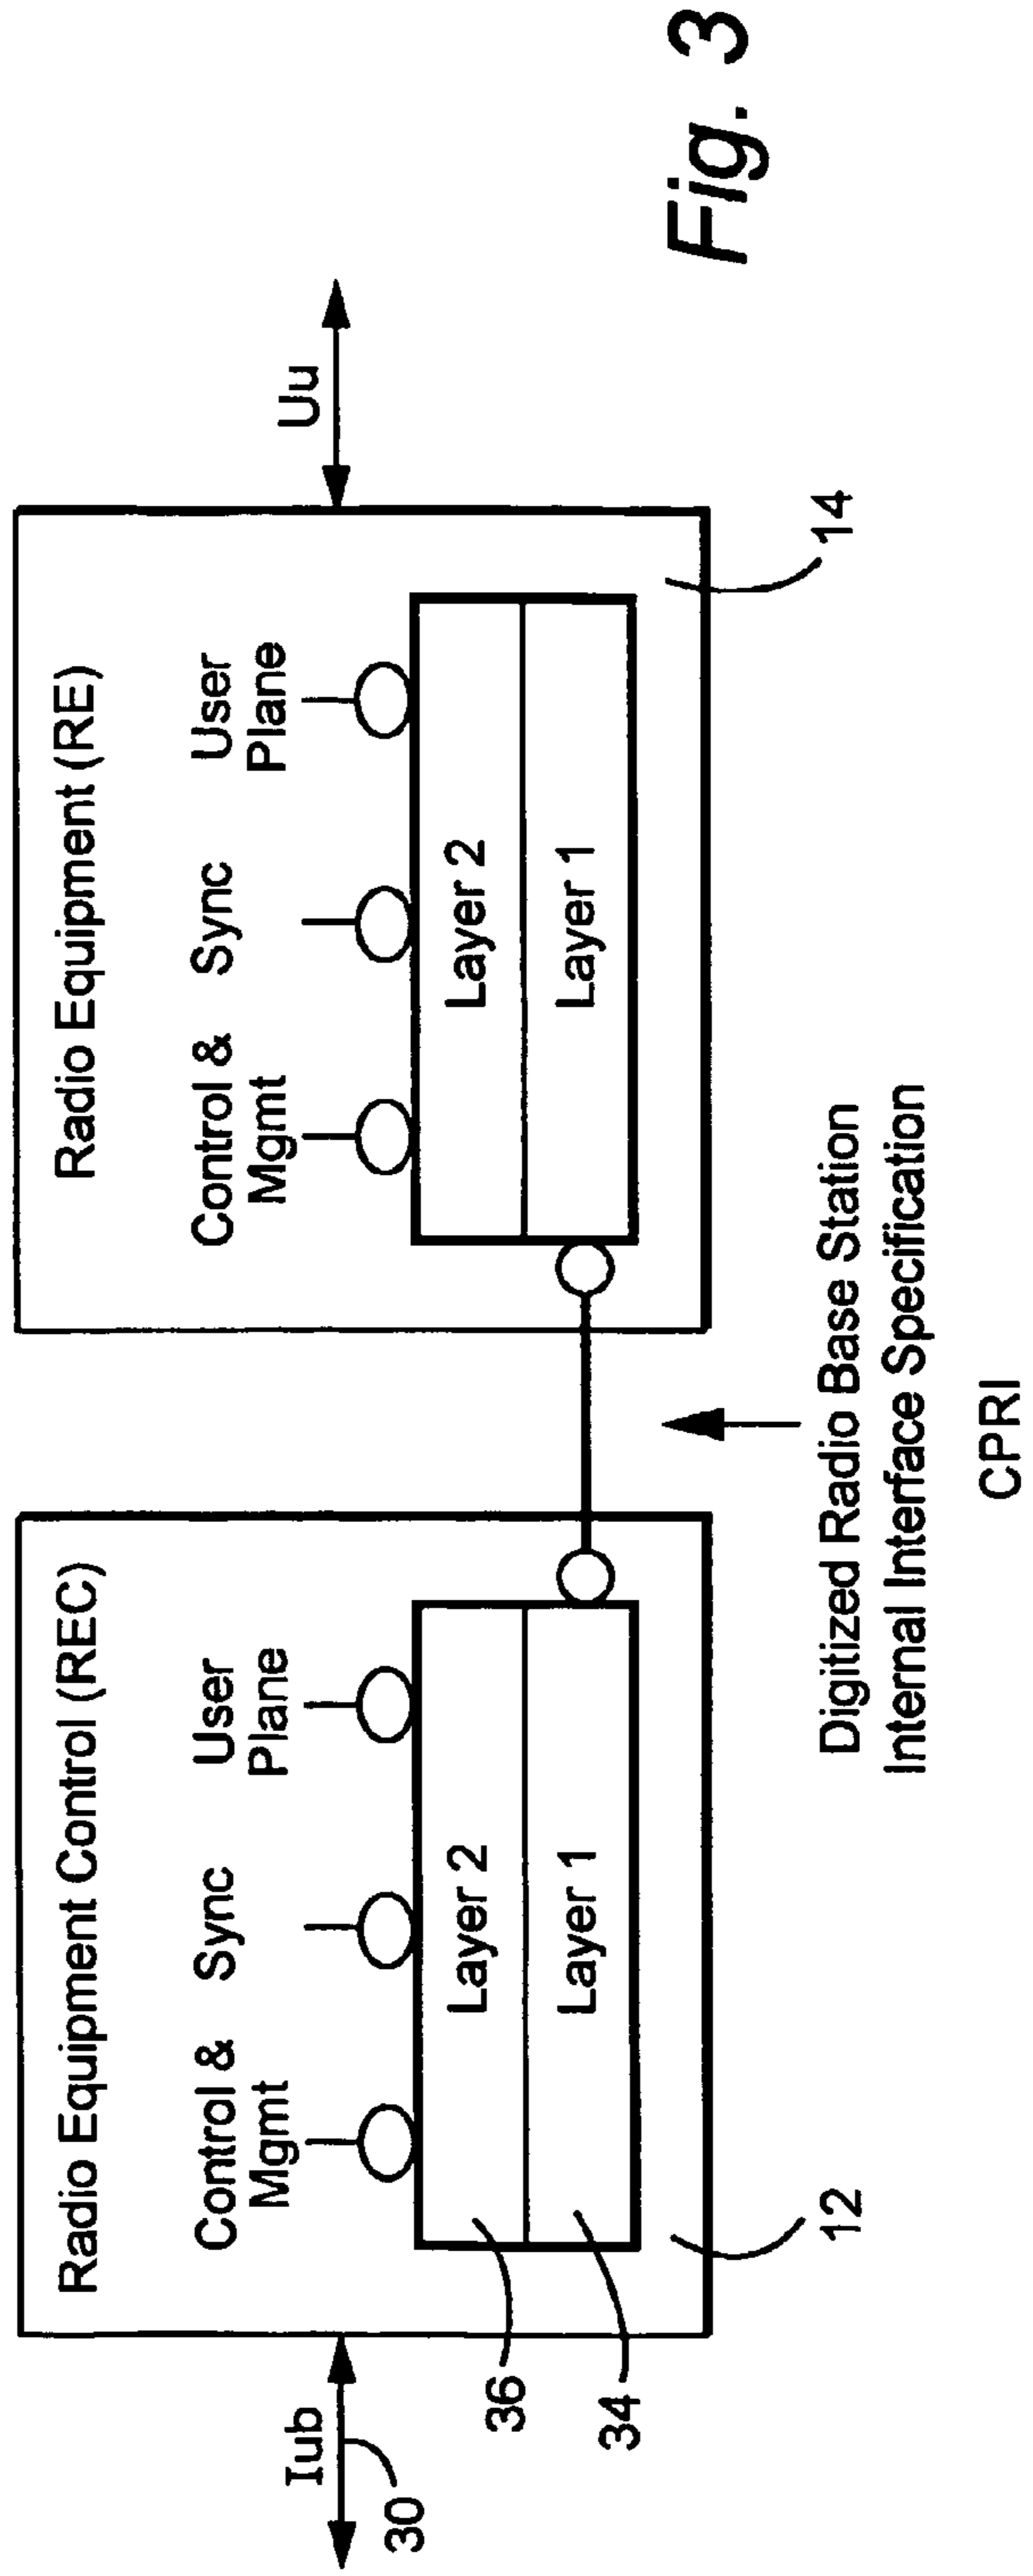 Radio Equipment Control (REC)
Control &
Mgmt
Sync
User
Plane
Layer 2
Layer 1
Iub
30
36
34
12
Radio Equipment (RE)
Control &
Mgmt
Sync
User
Plane
Layer 2
Layer 1
Uu
14
Digitized Radio Base Station
Internal Interface Specification
CPRI
Fig. 3